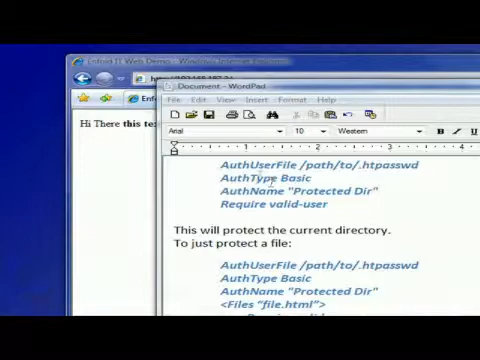 Enfold IT Web Demo - Windows Internet Explorer
Document - WordPad
File Edit View Insert Format Help
Enf
Hi There this te
Arial 10 Western B U
AuthUserFile /path/to/.htpasswd
AuthType Basic
AuthName "Protected Dir"
Require valid-user
This will protect the current directory.
To just protect a file:
AuthUserFile /path/to/.htpasswd
AuthType Basic
AuthName "Protected Dir"
<Files “file.html”>